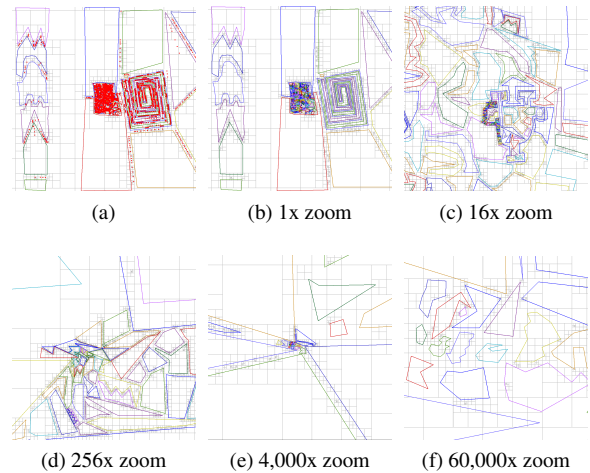 (a)
(b) 1x zoom
(c) 16x zoom
(d) 256x zoom
(e) 4,000x zoom
(f) 60,000x zoom